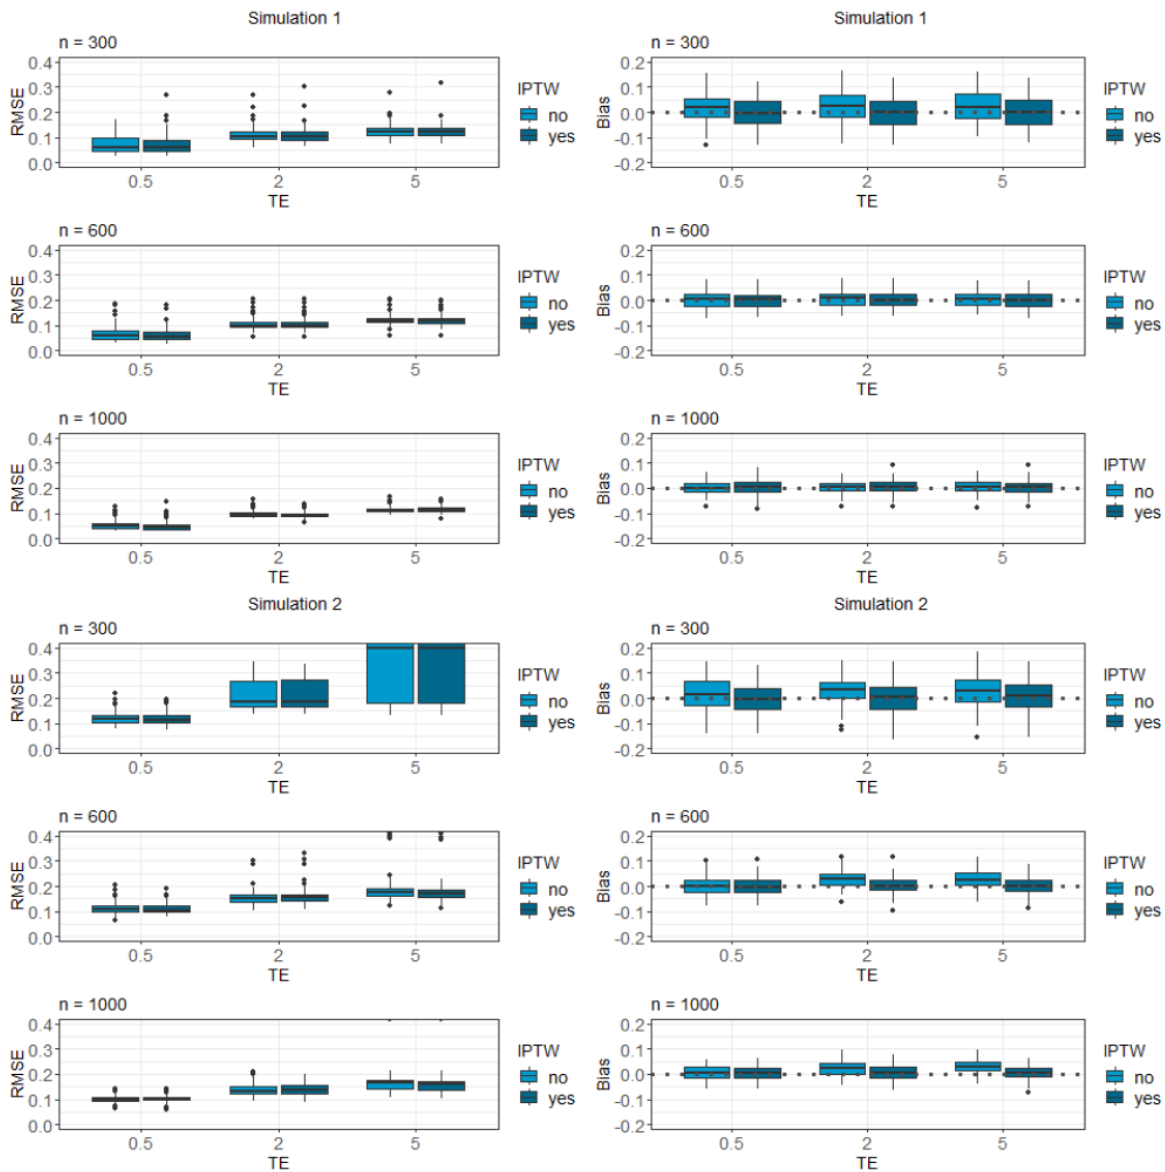 Simulation 1
n = 300
0.4
0.3
0.2
0.1
0.0
RMSE
0.5 2 5
TE
IPTW
no
yes
Simulation 1
n = 300
0.2
0.1
0.0
-0.1
-0.2
Bias
0.5 2 5
TE
IPTW
no
yes
n = 600
0.4
0.3
0.2
0.1
0.0
RMSE
0.5 2 5
TE
IPTW
no
yes
n = 600
0.2
0.1
0.0
-0.1
-0.2
Bias
0.5 2 5
TE
IPTW
no
yes
n = 1000
0.4
0.3
0.2
0.1
0.0
RMSE
0.5 2 5
TE
IPTW
no
yes
n = 1000
0.2
0.1
0.0
-0.1
-0.2
Bias
0.5 2 5
TE
IPTW
no
yes
Simulation 2
n = 300
0.4
0.3
0.2
0.1
0.0
RMSE
0.5 2 5
TE
IPTW
no
yes
Simulation 2
n = 300
0.2
0.1
0.0
-0.1
-0.2
Bias
0.5 2 5
TE
IPTW
no
yes
n = 600
0.4
0.3
0.2
0.1
0.0
RMSE
0.5 2 5
TE
IPTW
no
yes
n = 600
0.2
0.1
0.0
-0.1
-0.2
Bias
0.5 2 5
TE
IPTW
no
yes
n = 1000
0.4
0.3
0.2
0.1
0.0
RMSE
0.5 2 5
TE
IPTW
no
yes
n = 1000
0.2
0.1
0.0
-0.1
-0.2
Bias
0.5 2 5
TE
IPTW
no
yes